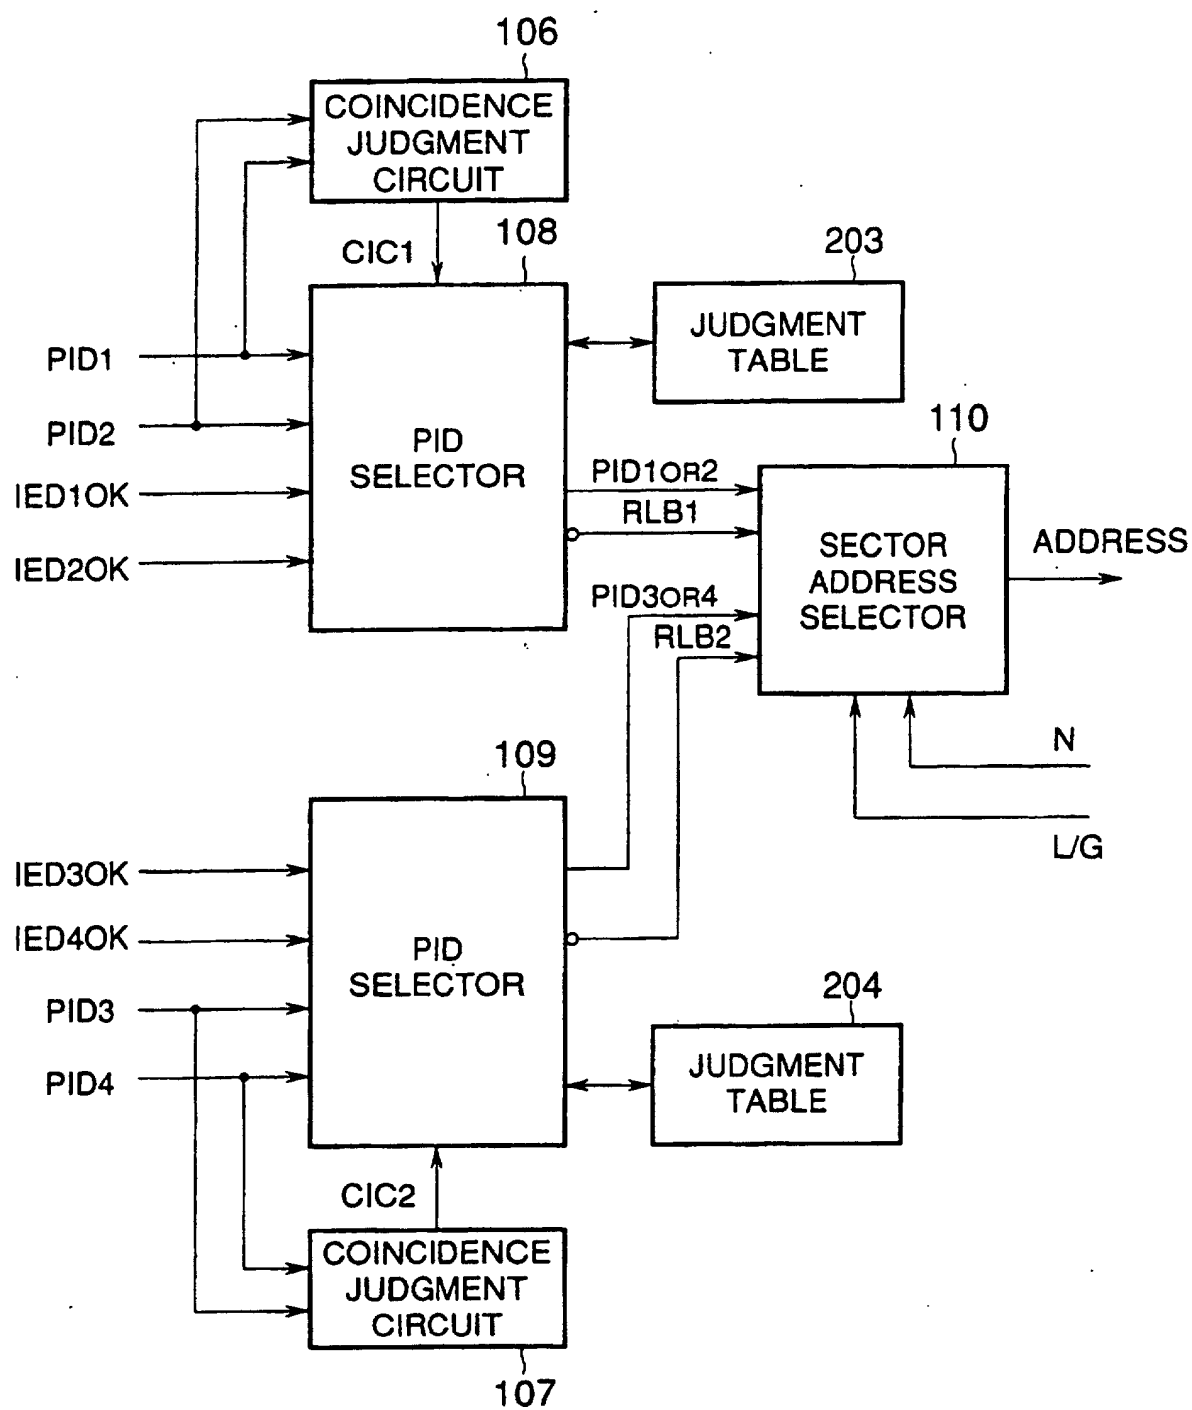 106
COINCIDENCE
JUDGMENT
CIRCUIT
CIC1
108
203
JUDGMENT
TABLE
PID1
PID2
IED1OK
IED2OK
PID
SELECTOR
110
PID1OR2
RLB1
PID3OR4
RLB2
SECTOR
ADDRESS
SELECTOR
ADDRESS
N
L/G
109
IED3OK
IED4OK
PID3
PID4
PID
SELECTOR
204
JUDGMENT
TABLE
CIC2
COINCIDENCE
JUDGMENT
CIRCUIT
107